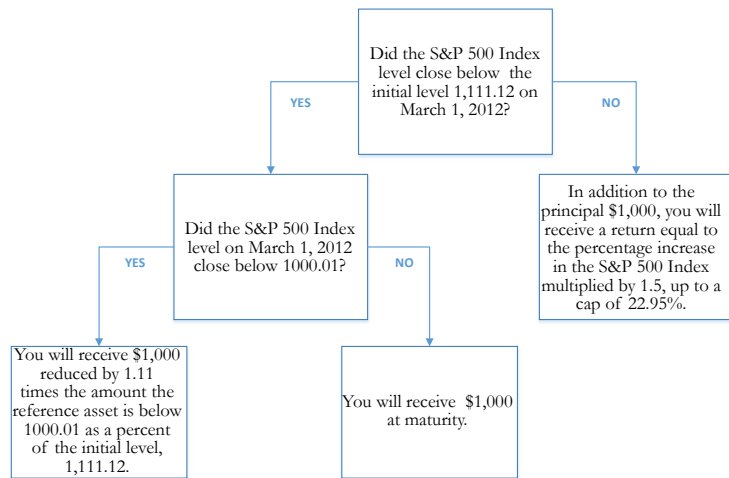 Did the S&P 500 Index
level close below the
initial level 1,111.12 on
March 1, 2012?
YES
NO
Did the S&P 500 Index
level on March 1, 2012
close below 1000.01?
In addition to the
principal $1,000, you will
receive a return equal to
the percentage increase
in the S&P 500 Index
multiplied by 1.5, up to a
cap of 22.95%.
YES
NO
You will receive $1,000
reduced by 1.11
times the amount the
reference asset is below
1000.01 as a percent
of the initial level,
1,111.12.
You will receive $1,000
at maturity.